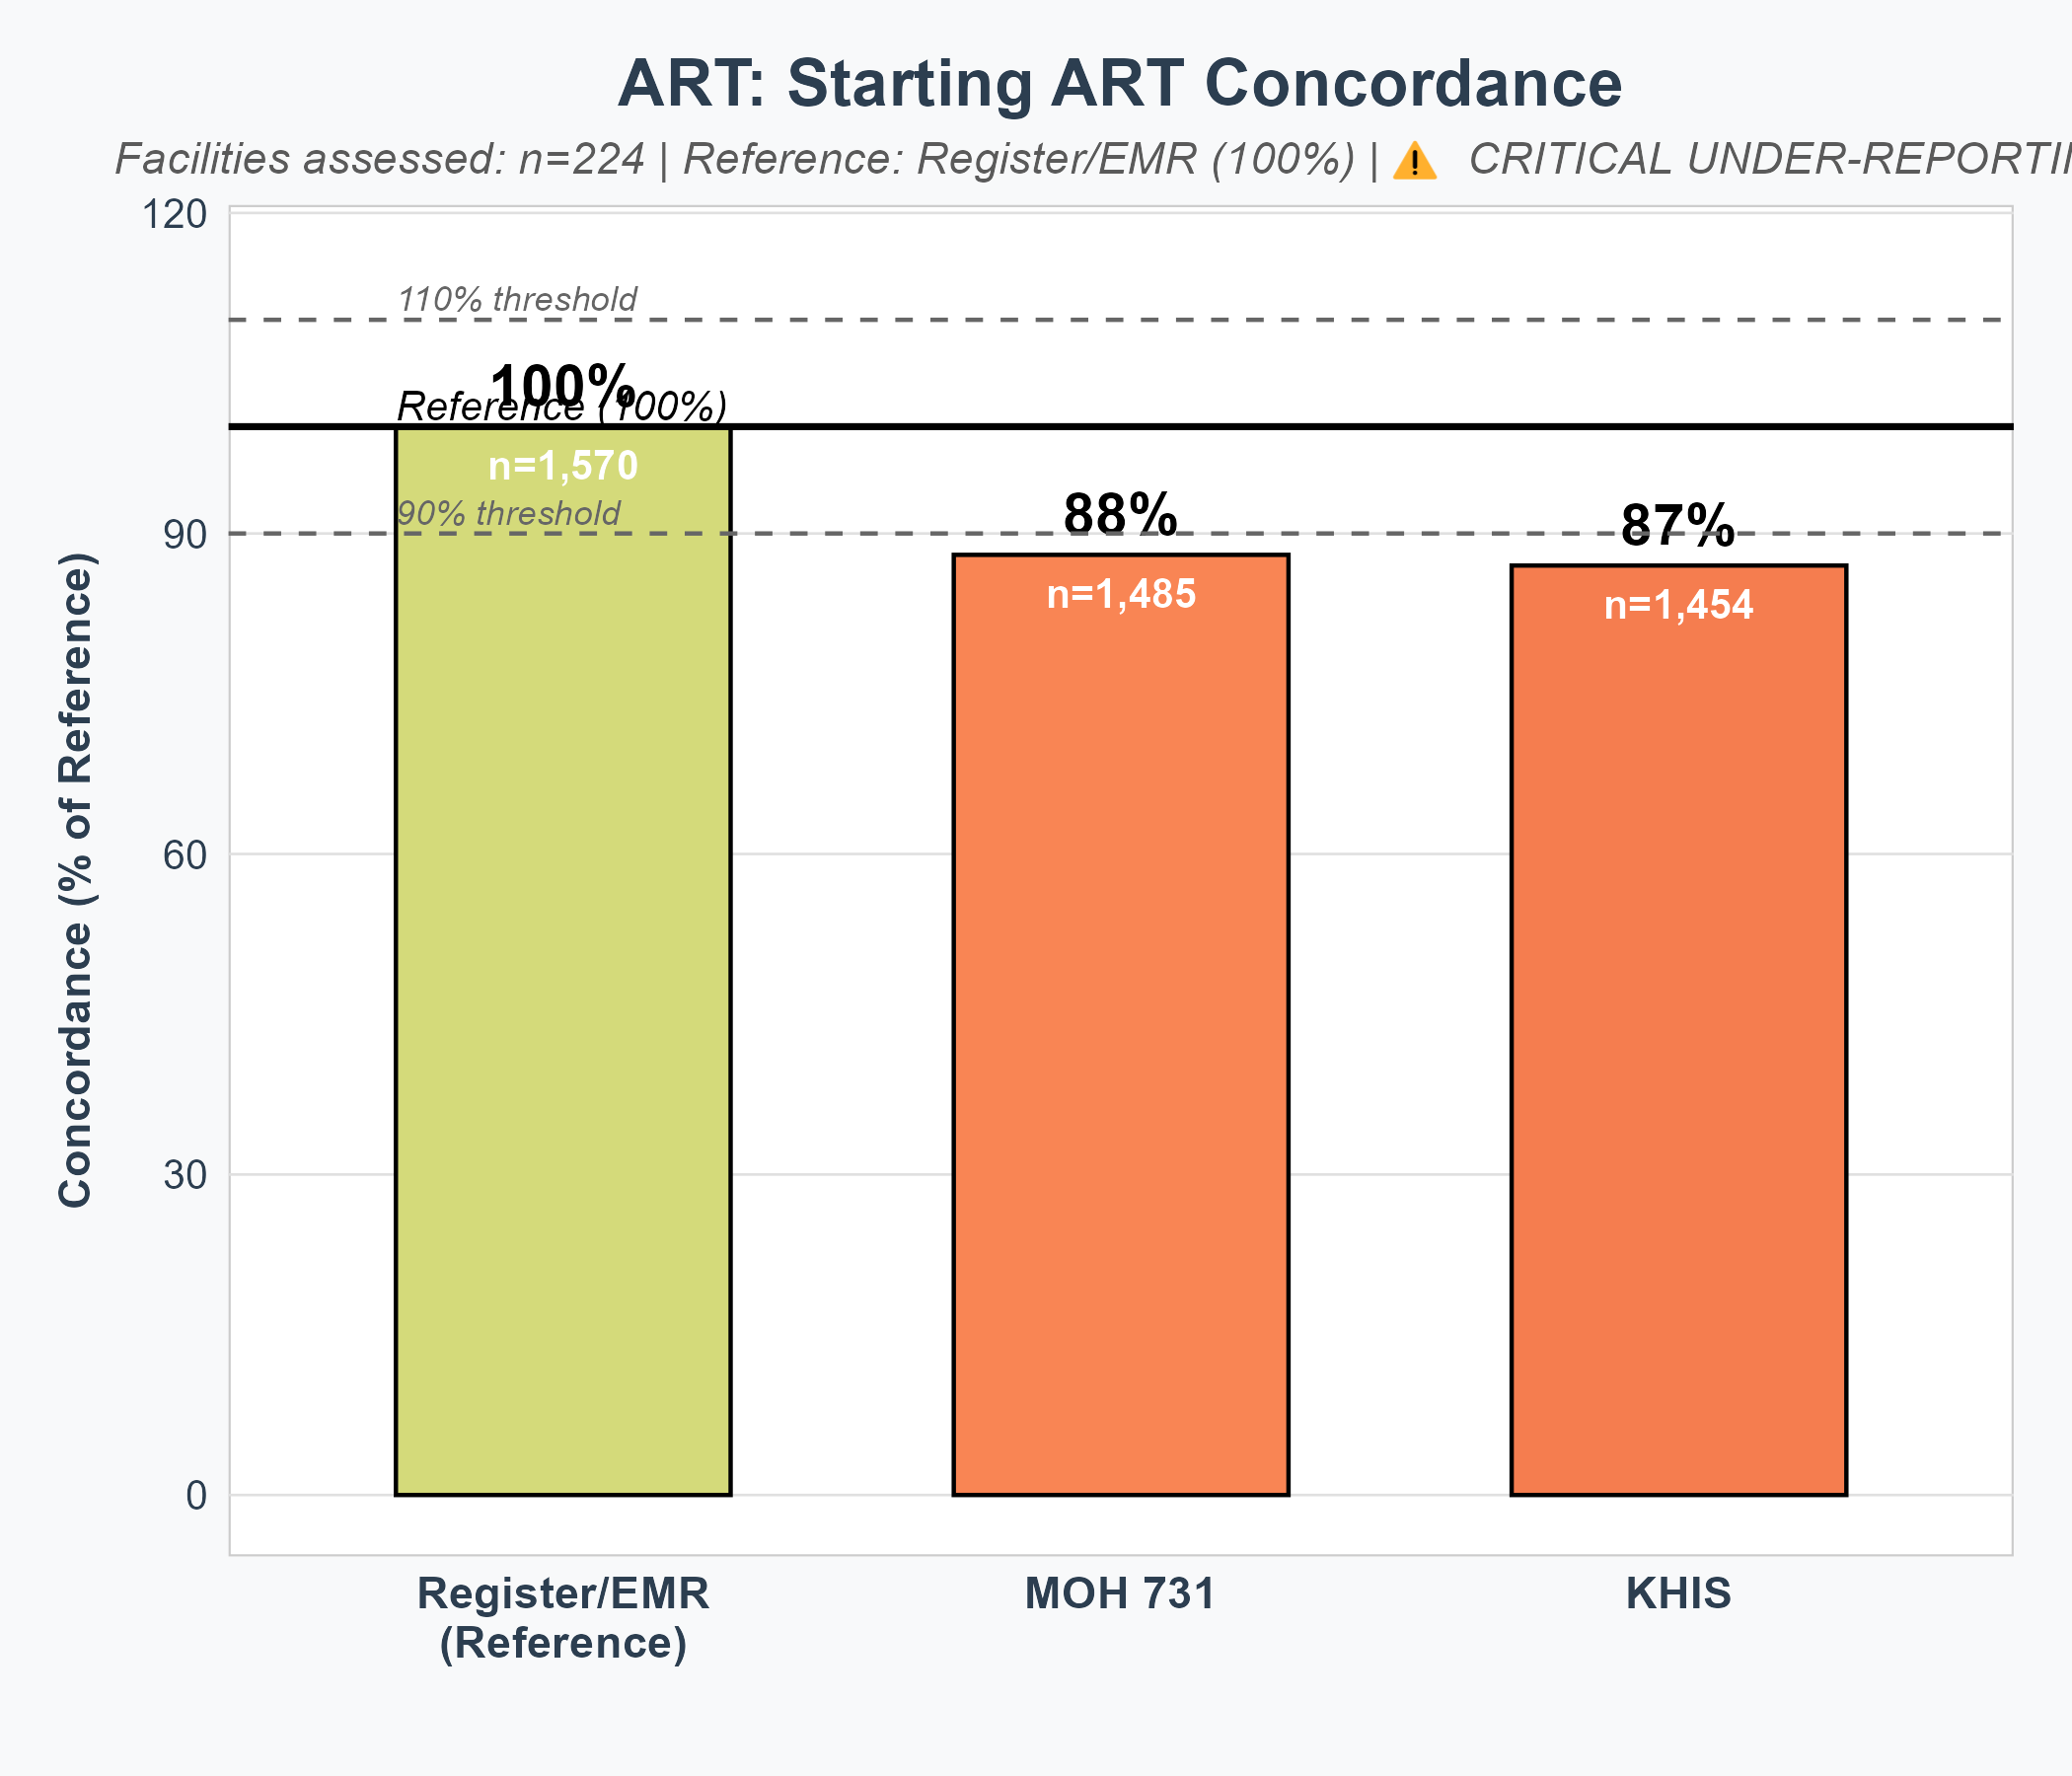 ART: Starting ART Concordance
Facilities assessed: n=224 | Reference: Register/EMR (100%) | ⚠ CRITICAL UNDER-REPORTI
120
110% threshold
100%
Reference (100%)
n=1,570
90% threshold
90
88%
87%
n=1,485
n=1,454
60
30
0
Concordance (% of Reference)
Register/EMR
(Reference)
MOH 731
KHIS